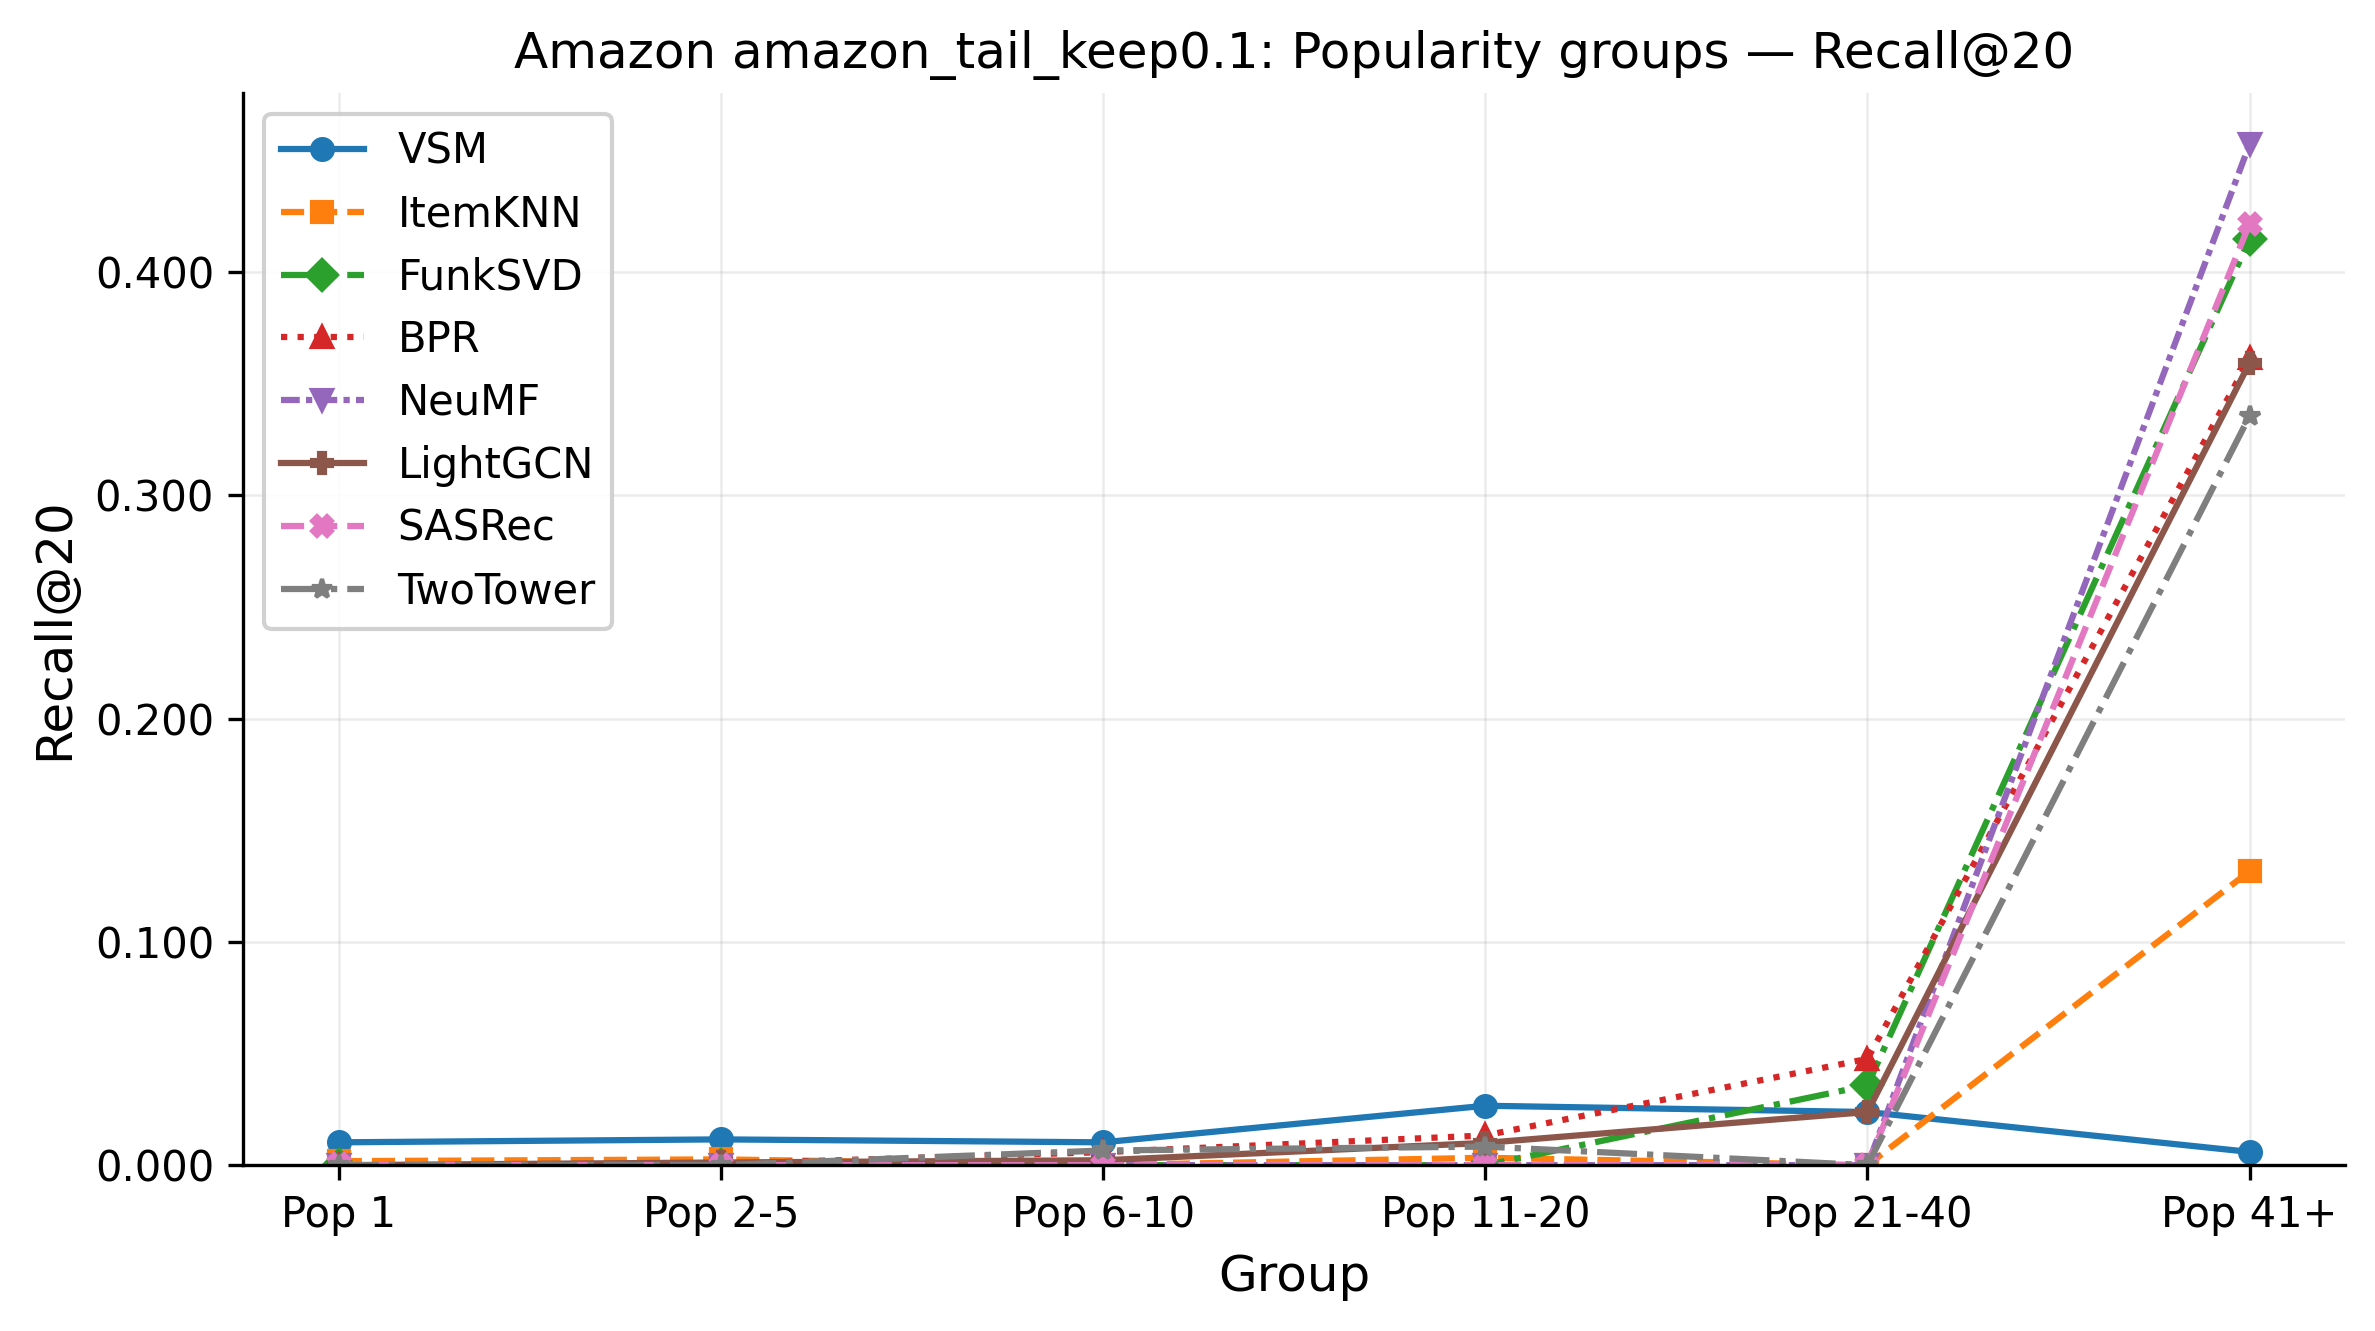 Amazon amazon_tail_keep0.1: Popularity groups — Recall@20
VSM
ItemKNN
FunkSVD
BPR
NeuMF
LightGCN
SASRec
TwoTower
Recall@20
0.400
0.300
0.200
0.100
0.000
Pop 1
Pop 2-5
Pop 6-10
Pop 11-20
Pop 21-40
Pop 41+
Group